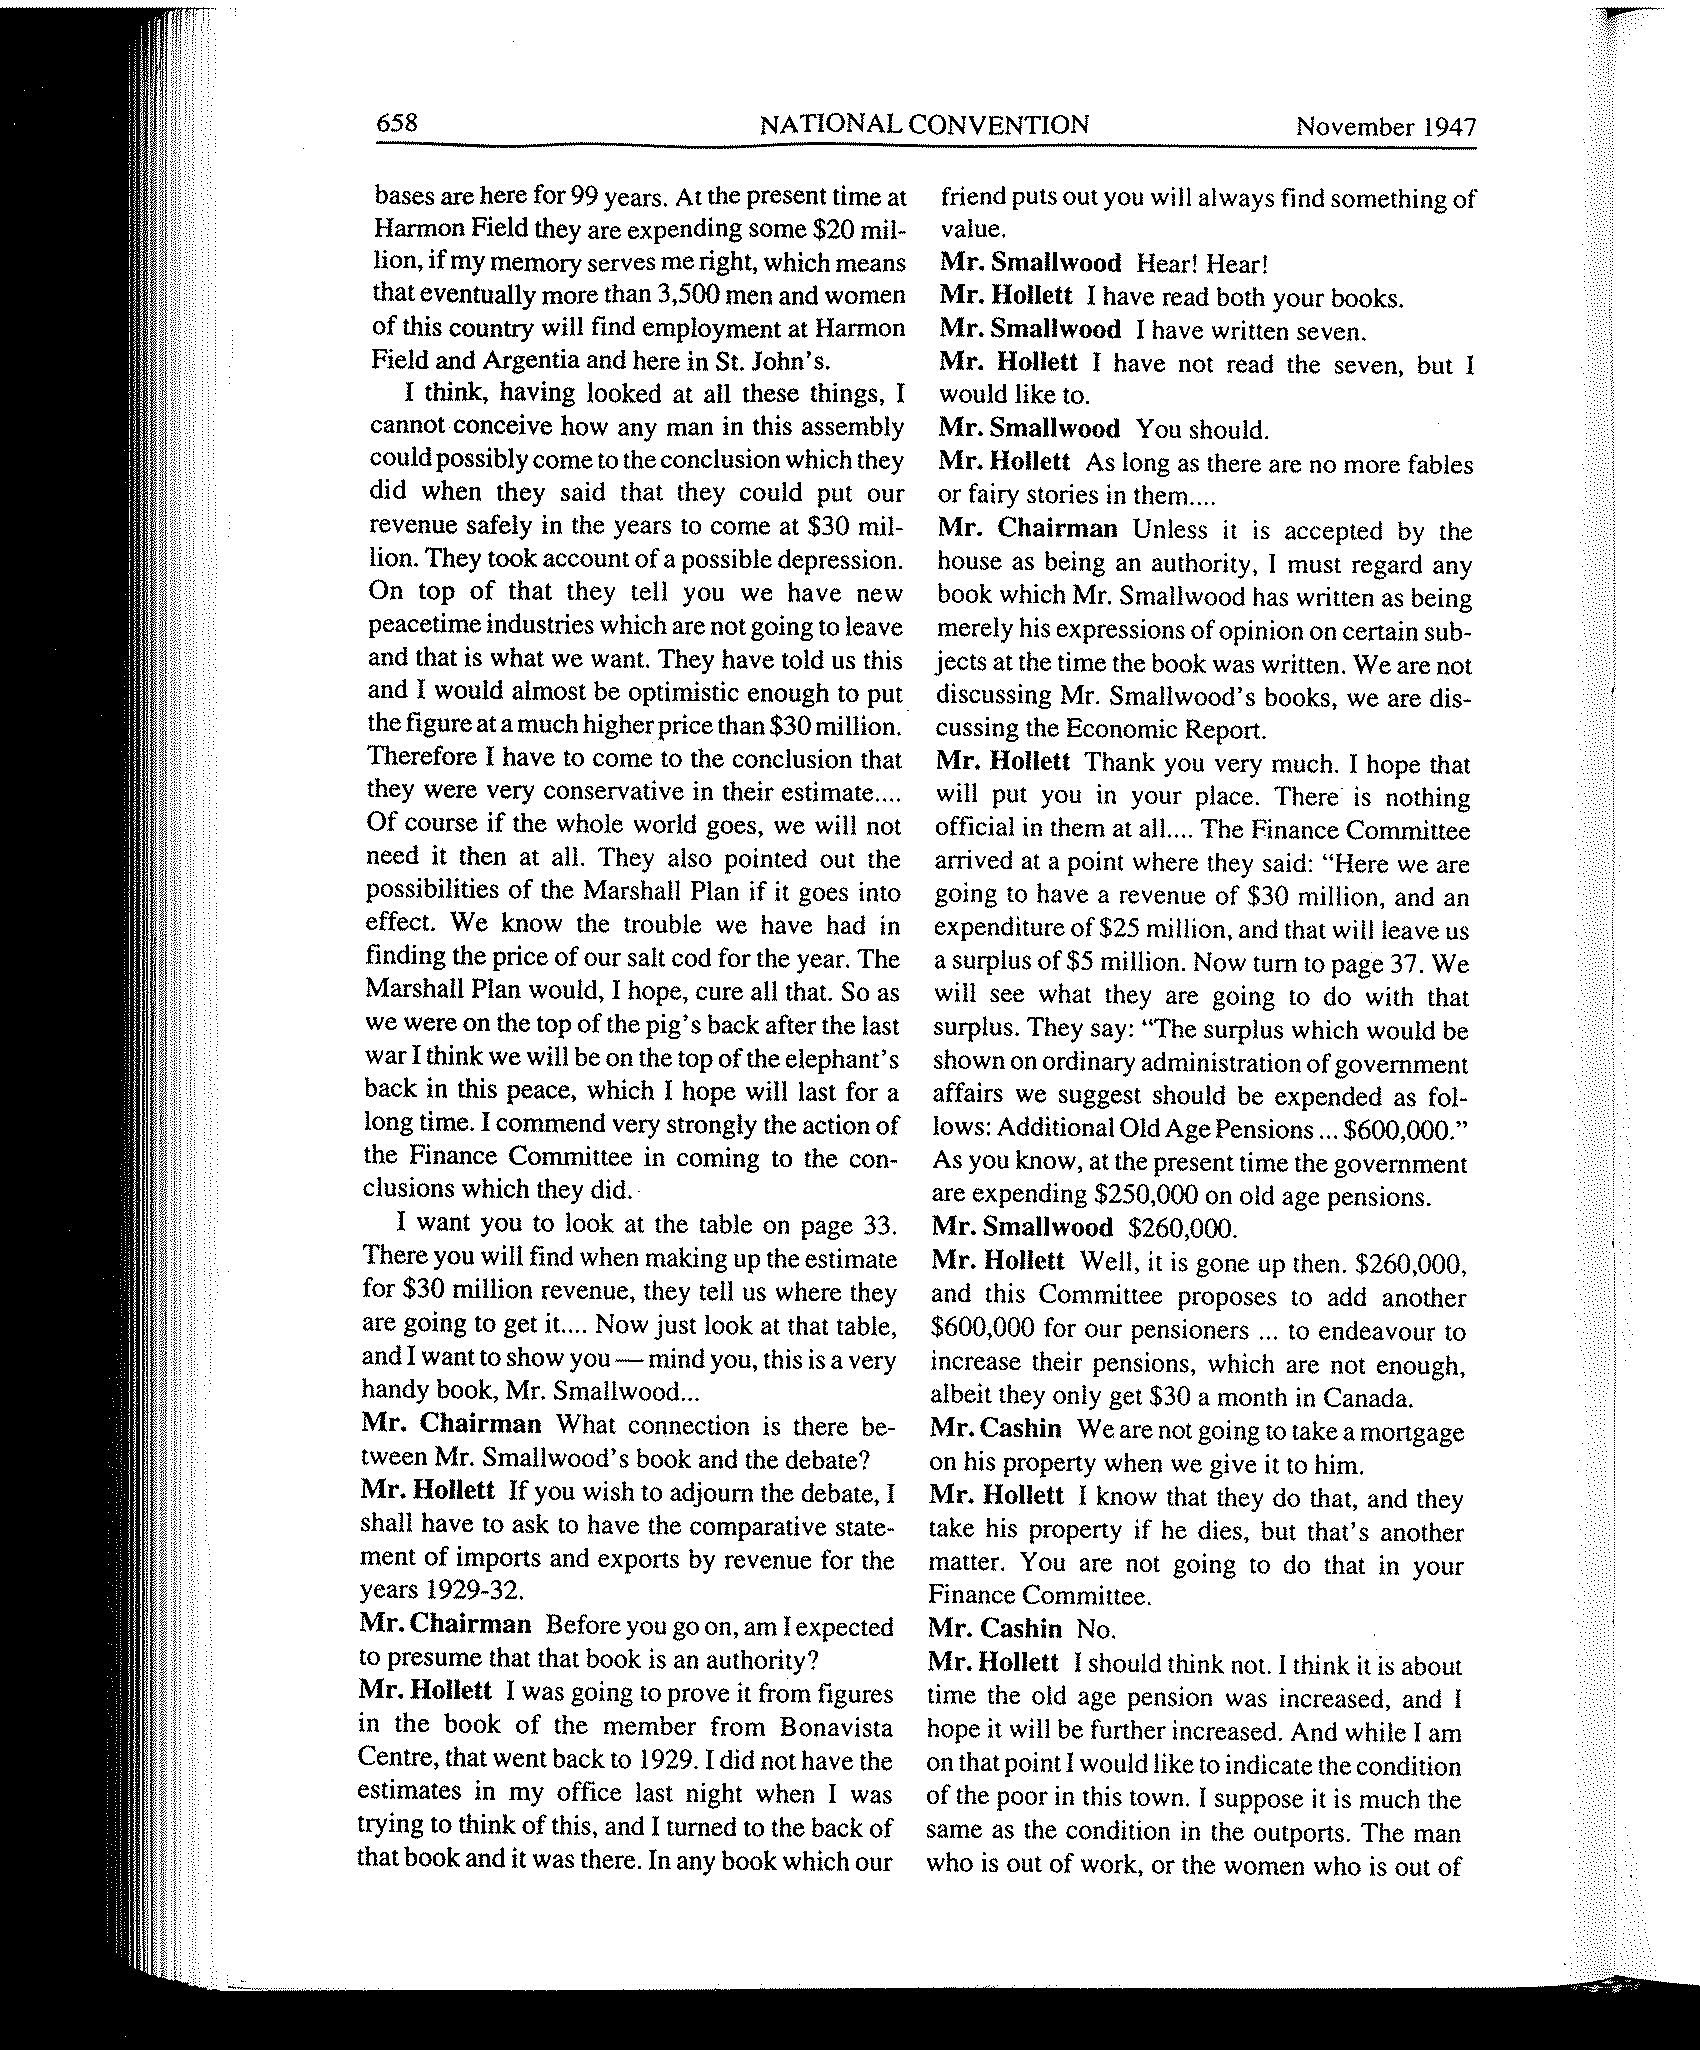 658
NATIONAL CONVENTION
November 1947
bases are here for 99 years. At the present time at
Harmon Field they are expending some $20 mil-
lion, if my memory serves me right, which means
that eventually more than 3,500 men and women
of this country will find employment at Harmon
Field and Argentia and here in St. John's.
I think, having looked at all these things, I
cannot conceive how any man in this assembly
could possibly come to the conclusion which they
did when they said that they could put our
revenue safely in the years to come at $30 mil-
lion. They took account of a possible depression.
On top of that they tell you we have new
peacetime industries which are not going to leave
and that is what we want. They have told us this
and I would almost be optimistic enough to put
the figure at a much higher price than $30 million.
Therefore I have to come to the conclusion that
they were very conservative in their estimate....
Of course if the whole world goes, we will not
need it then at all. They also pointed out the
possibilities of the Marshall Plan if it goes into
effect. We know the trouble we have had in
finding the price of our salt cod for the year. The
Marshall Plan would, I hope, cure all that. So as
we were on the top of the pig's back after the last
war I think we will be on the top of the elephant's
back in this peace, which I hope will last for a
long time. I commend very strongly the action of
the Finance Committee in coming to the con-
clusions which they did.
I want you to look at the table on page 33.
There you will find when making up the estimate
for $30 million revenue, they tell us where they
are going to get it.... Now just look at that table,
and I want to show you — mind you, this is a very
handy book, Mr. Smallwood...
Mr. Chairman What connection is there be-
tween Mr. Smallwood's book and the debate?
Mr. Hollett If you wish to adjourn the debate, I
shall have to ask to have the comparative state-
ment of imports and exports by revenue for the
years 1929-32.
Mr. Chairman Before you go on, am I expected
to presume that that book is an authority?
Mr. Hollett I was going to prove it from figures
in the book of the member from Bonavista
Centre, that went back to 1929. I did not have the
estimates in my office last night when I was
trying to think of this, and I turned to the back of
that book and it was there. In any book which our
friend puts out you will always find something of
value.
Mr. Smallwood Hear! Hear!
Mr. Hollett I have read both your books.
Mr. Smallwood I have written seven.
Mr. Hollett I have not read the seven, but I
would like to.
Mr. Smallwood You should.
Mr. Hollett As long as there are no more fables
or fairy stories in them....
Mr. Chairman Unless it is accepted by the
house as being an authority, I must regard any
book which Mr. Smallwood has written as being
merely his expressions of opinion on certain sub-
jects at the time the book was written. We are not
discussing Mr. Smallwood's books, we are dis-
cussing the Economic Report.
Mr. Hollett Thank you very much. I hope that
will put you in your place. There is nothing
official in them at all.... The Finance Committee
arrived at a point where they said: "Here we are
going to have a revenue of $30 million, and an
expenditure of $25 million, and that will leave us
a surplus of $5 million. Now turn to page 37. We
will see what they are going to do with that
surplus. They say: "The surplus which would be
shown on ordinary administration of government
affairs we suggest should be expended as fol-
lows: Additional Old Age Pensions ... $600,000."
As you know, at the present time the government
are expending $250,000 on old age pensions.
Mr. Smallwood $260,000.
Mr. Hollett Well, it is gone up then. $260,000,
and this Committee proposes to add another
$600,000 for our pensioners ... to endeavour to
increase their pensions, which are not enough,
albeit they only get $30 a month in Canada.
Mr. Cashin We are not going to take a mortgage
on his property when we give it to him.
Mr. Hollett I know that they do that, and they
take his property if he dies, but that's another
matter. You are not going to do that in your
Finance Committee.
Mr. Cashin No.
Mr. Hollett I should think not. I think it is about
time the old age pension was increased, and I
hope it will be further increased. And while I am
on that point I would like to indicate the condition
of the poor in this town. I suppose it is much the
same as the condition in the outports. The man
who is out of work, or the women who is out of